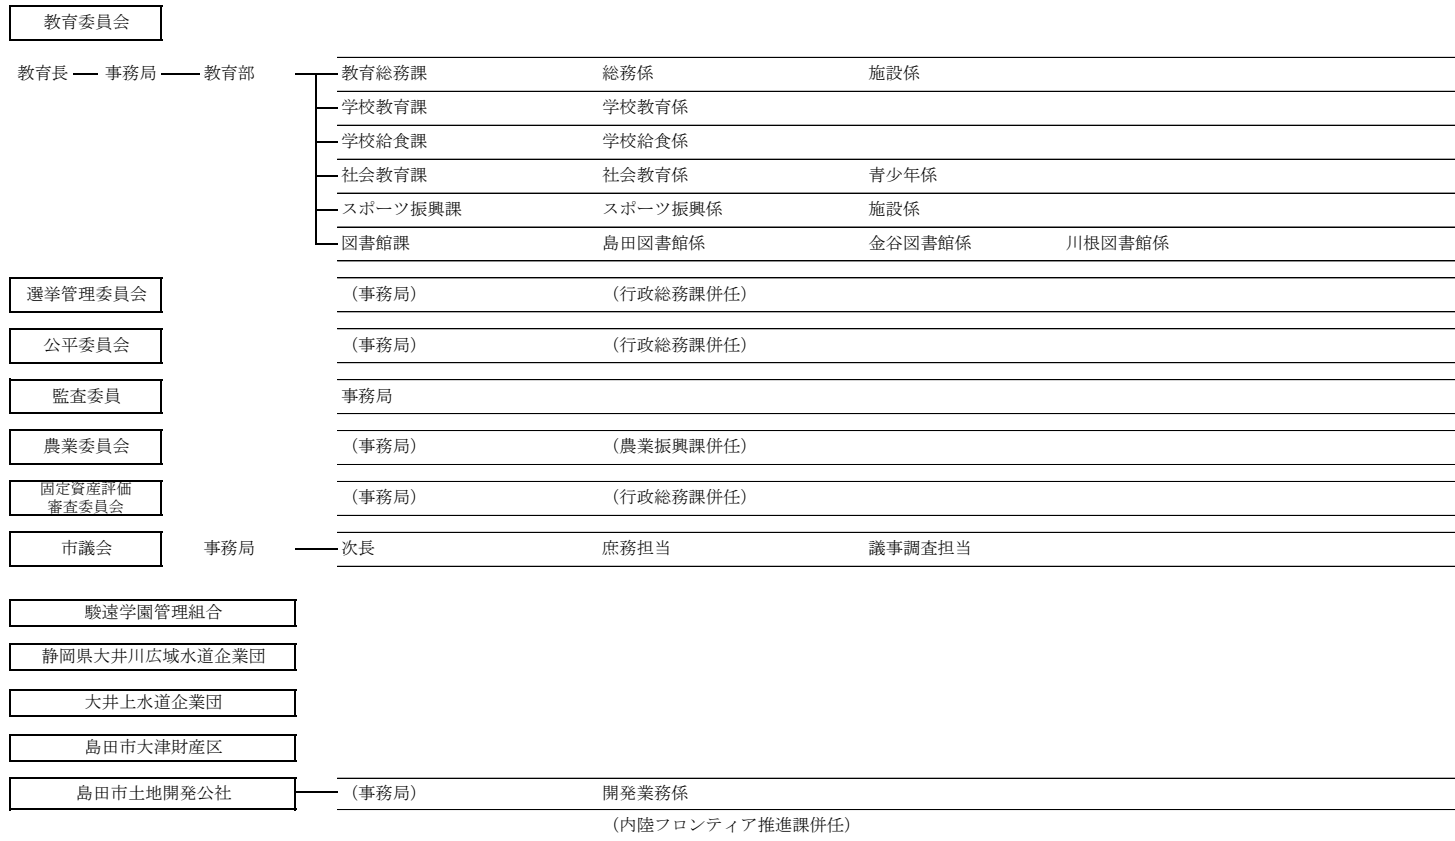 教育委員会
教育長 事務局 教育部 教育総務課 総務係 施設係
学校教育課 学校教育係
学校給食課 学校給食係
社会教育課 社会教育係 青少年係
スポーツ振興課 スポーツ振興係 施設係
図書館課 島田図書館係 金谷図書館係 川根図書館係
選挙管理委員会 （事務局） （行政総務課併任）
公平委員会 （事務局） （行政総務課併任）
監査委員 事務局
農業委員会 （事務局） （農業振興課併任）
固定資産評価
審査委員会 （事務局） （行政総務課併任）
市議会 事務局 次長 庶務担当 議事調査担当
駿遠学園管理組合
静岡県大井川広域水道企業団
大井上水道企業団
島田市大津財産区
島田市土地開発公社 （事務局） 開発業務係
（内陸フロンティア推進課併任）